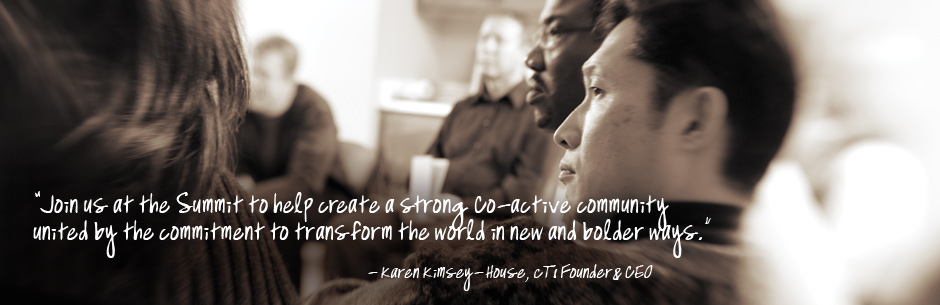 "Join us at the Summit to help create a strong Co-active community
united by the commitment to transform the world in new and bolder ways."
- Karen Kimsey-House, CTI Founder & CEO